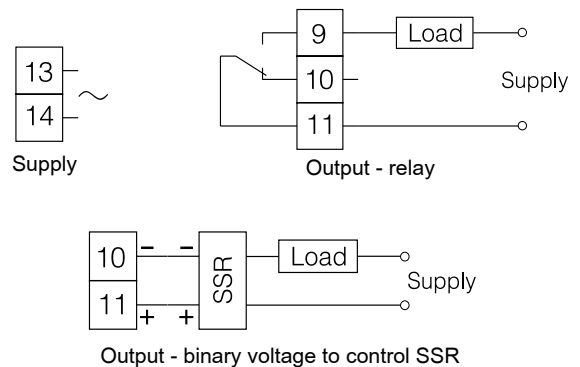 13
14
Supply
9
Load
10
Supply
11
Output - relay
10
− −
SSR
Load
Supply
11
+ +
Output - binary voltage to control SSR